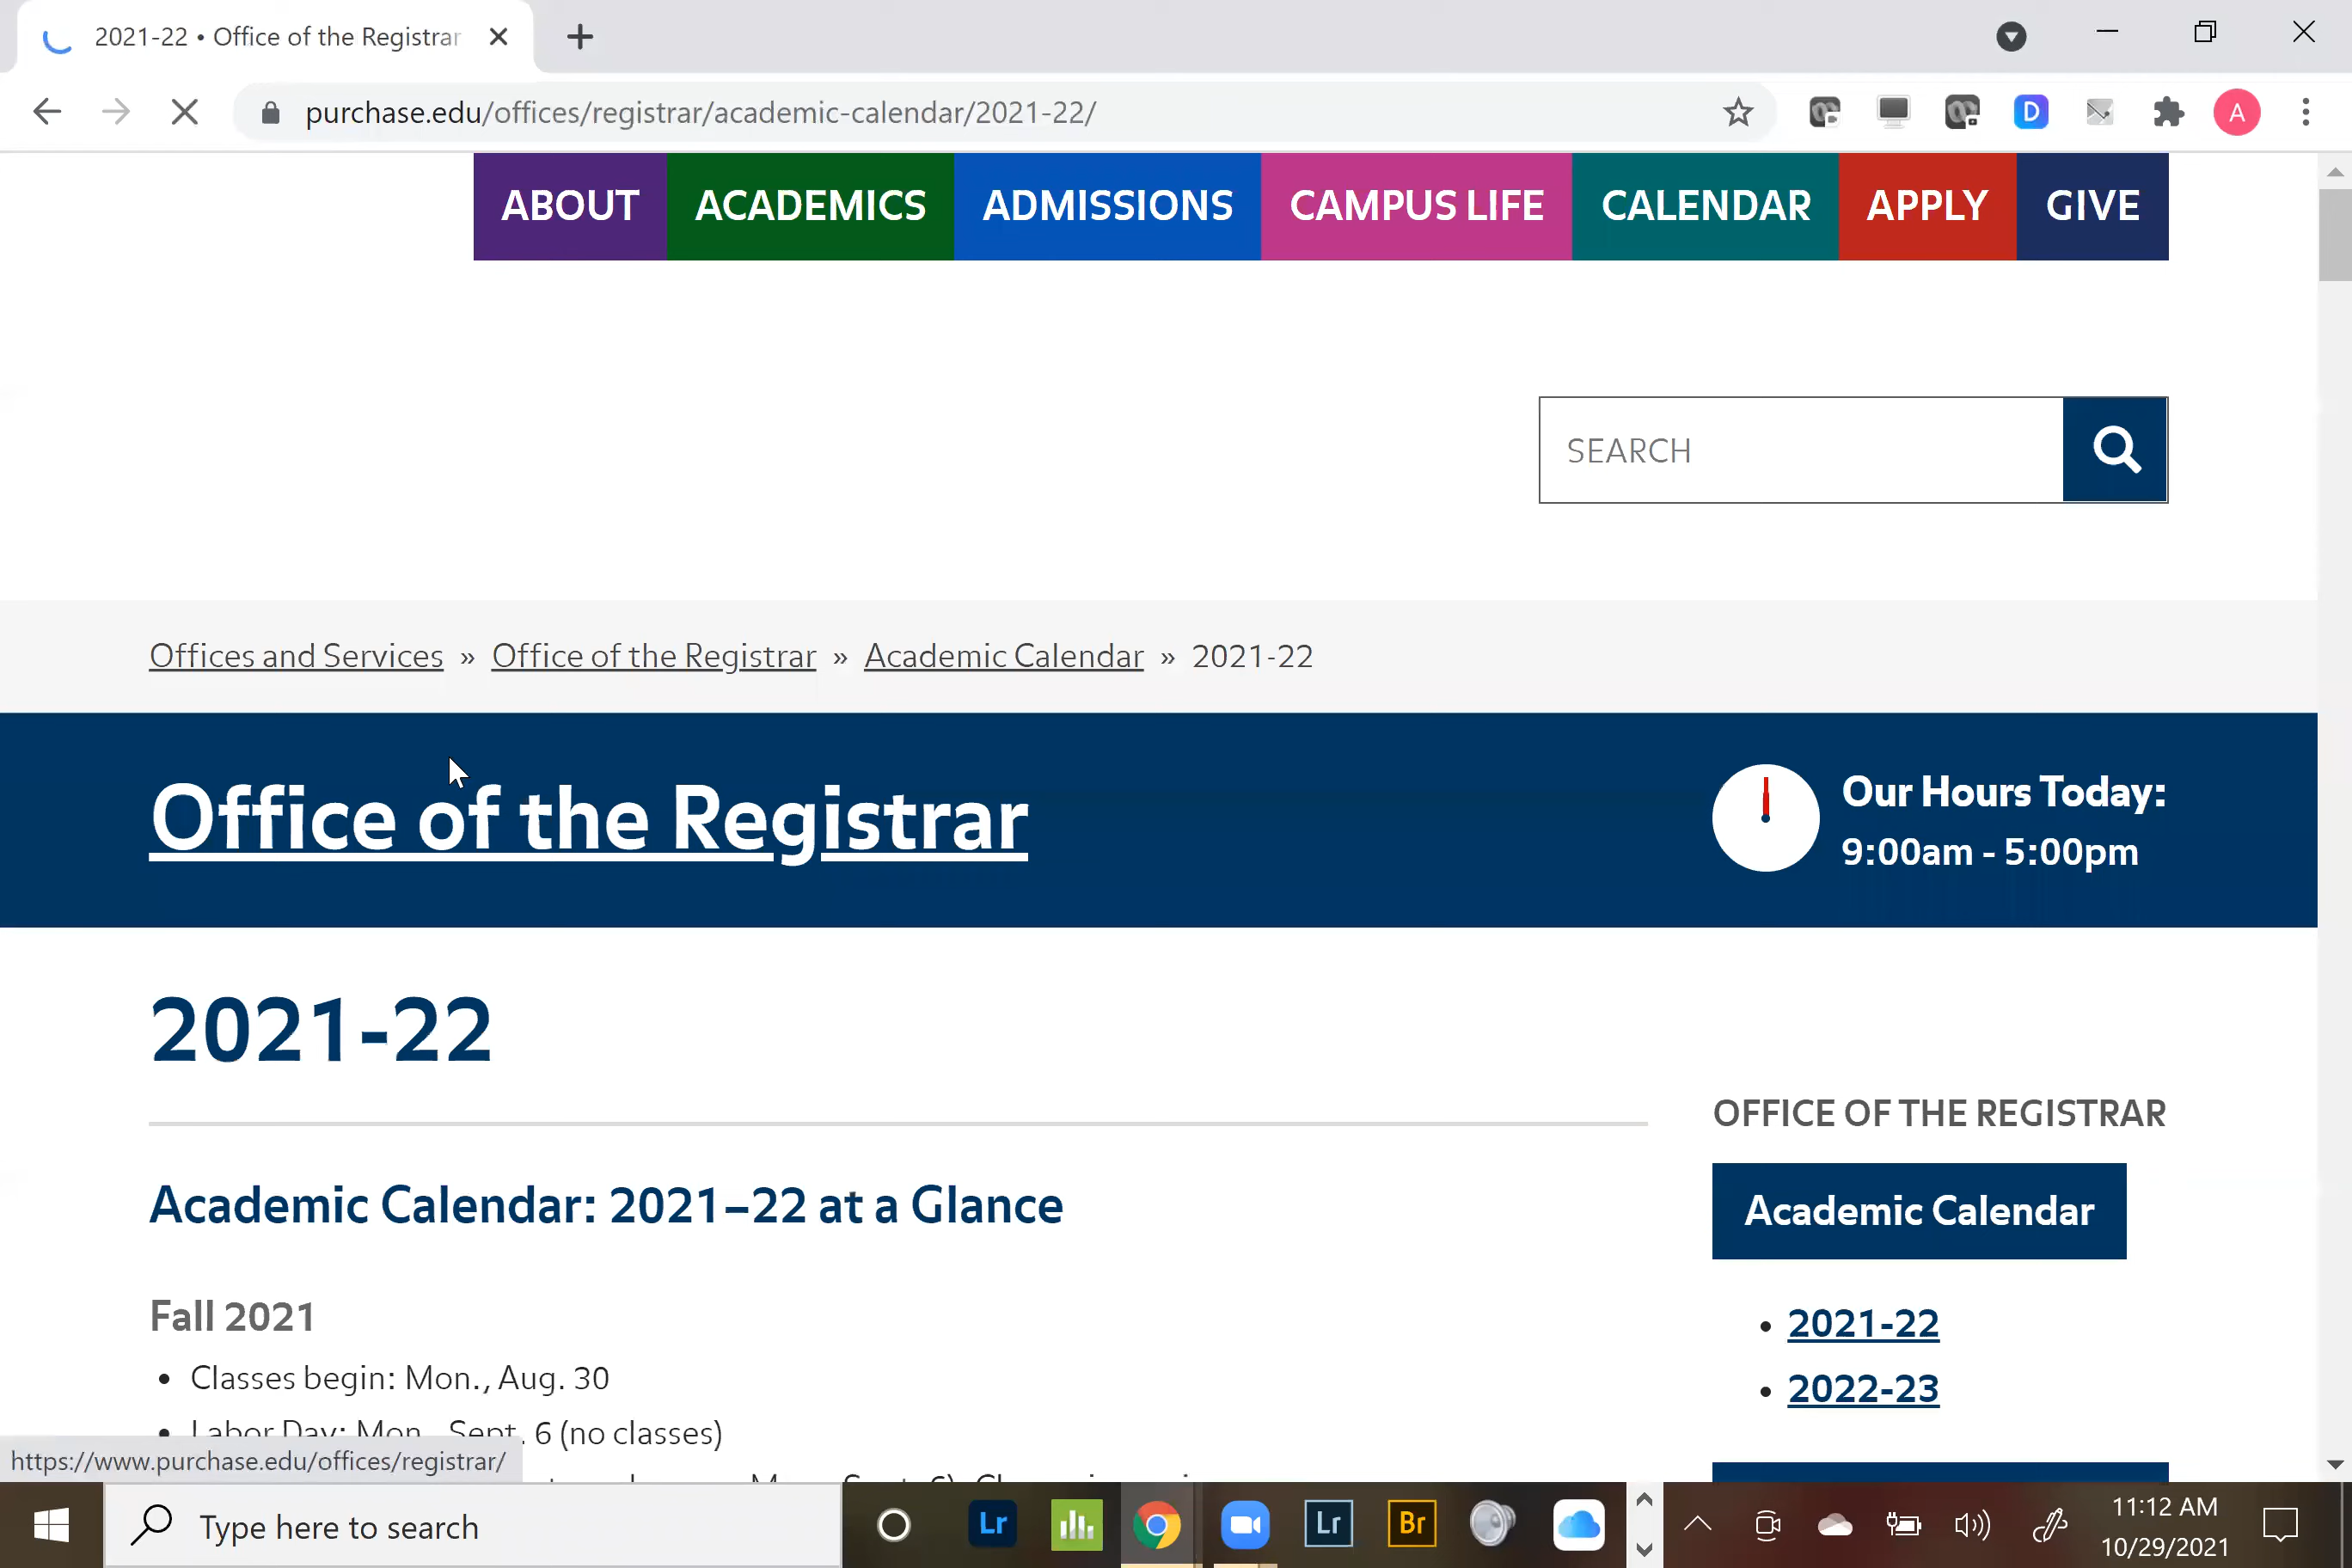 2021-22 • Office of the Registrar
purchase.edu/offices/registrar/academic-calendar/2021-22/
D
A
ABOUT ACADEMICS ADMISSIONS CAMPUS LIFE CALENDAR APPLY GIVE
SEARCH
Offices and Services » Office of the Registrar » Academic Calendar » 2021-22
Office of the Registrar
Our Hours Today:
9:00am - 5:00pm
2021-22
OFFICE OF THE REGISTRAR
Academic Calendar
Academic Calendar: 2021–22 at a Glance
Fall 2021
• 2021-22
• Classes begin: Mon., Aug. 30
• 2022-23
• Labor Day: Mon., Sept. 6 (no classes)
https://www.purchase.edu/offices/registrar/
Type here to search
Lr
Lr
Br
11:12 AM
10/29/2021